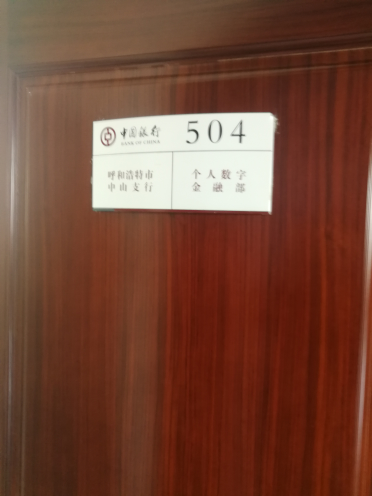 中国银行 504
BANK OF CHINA
呼和浩特市
中山支行
个人数字
金融部